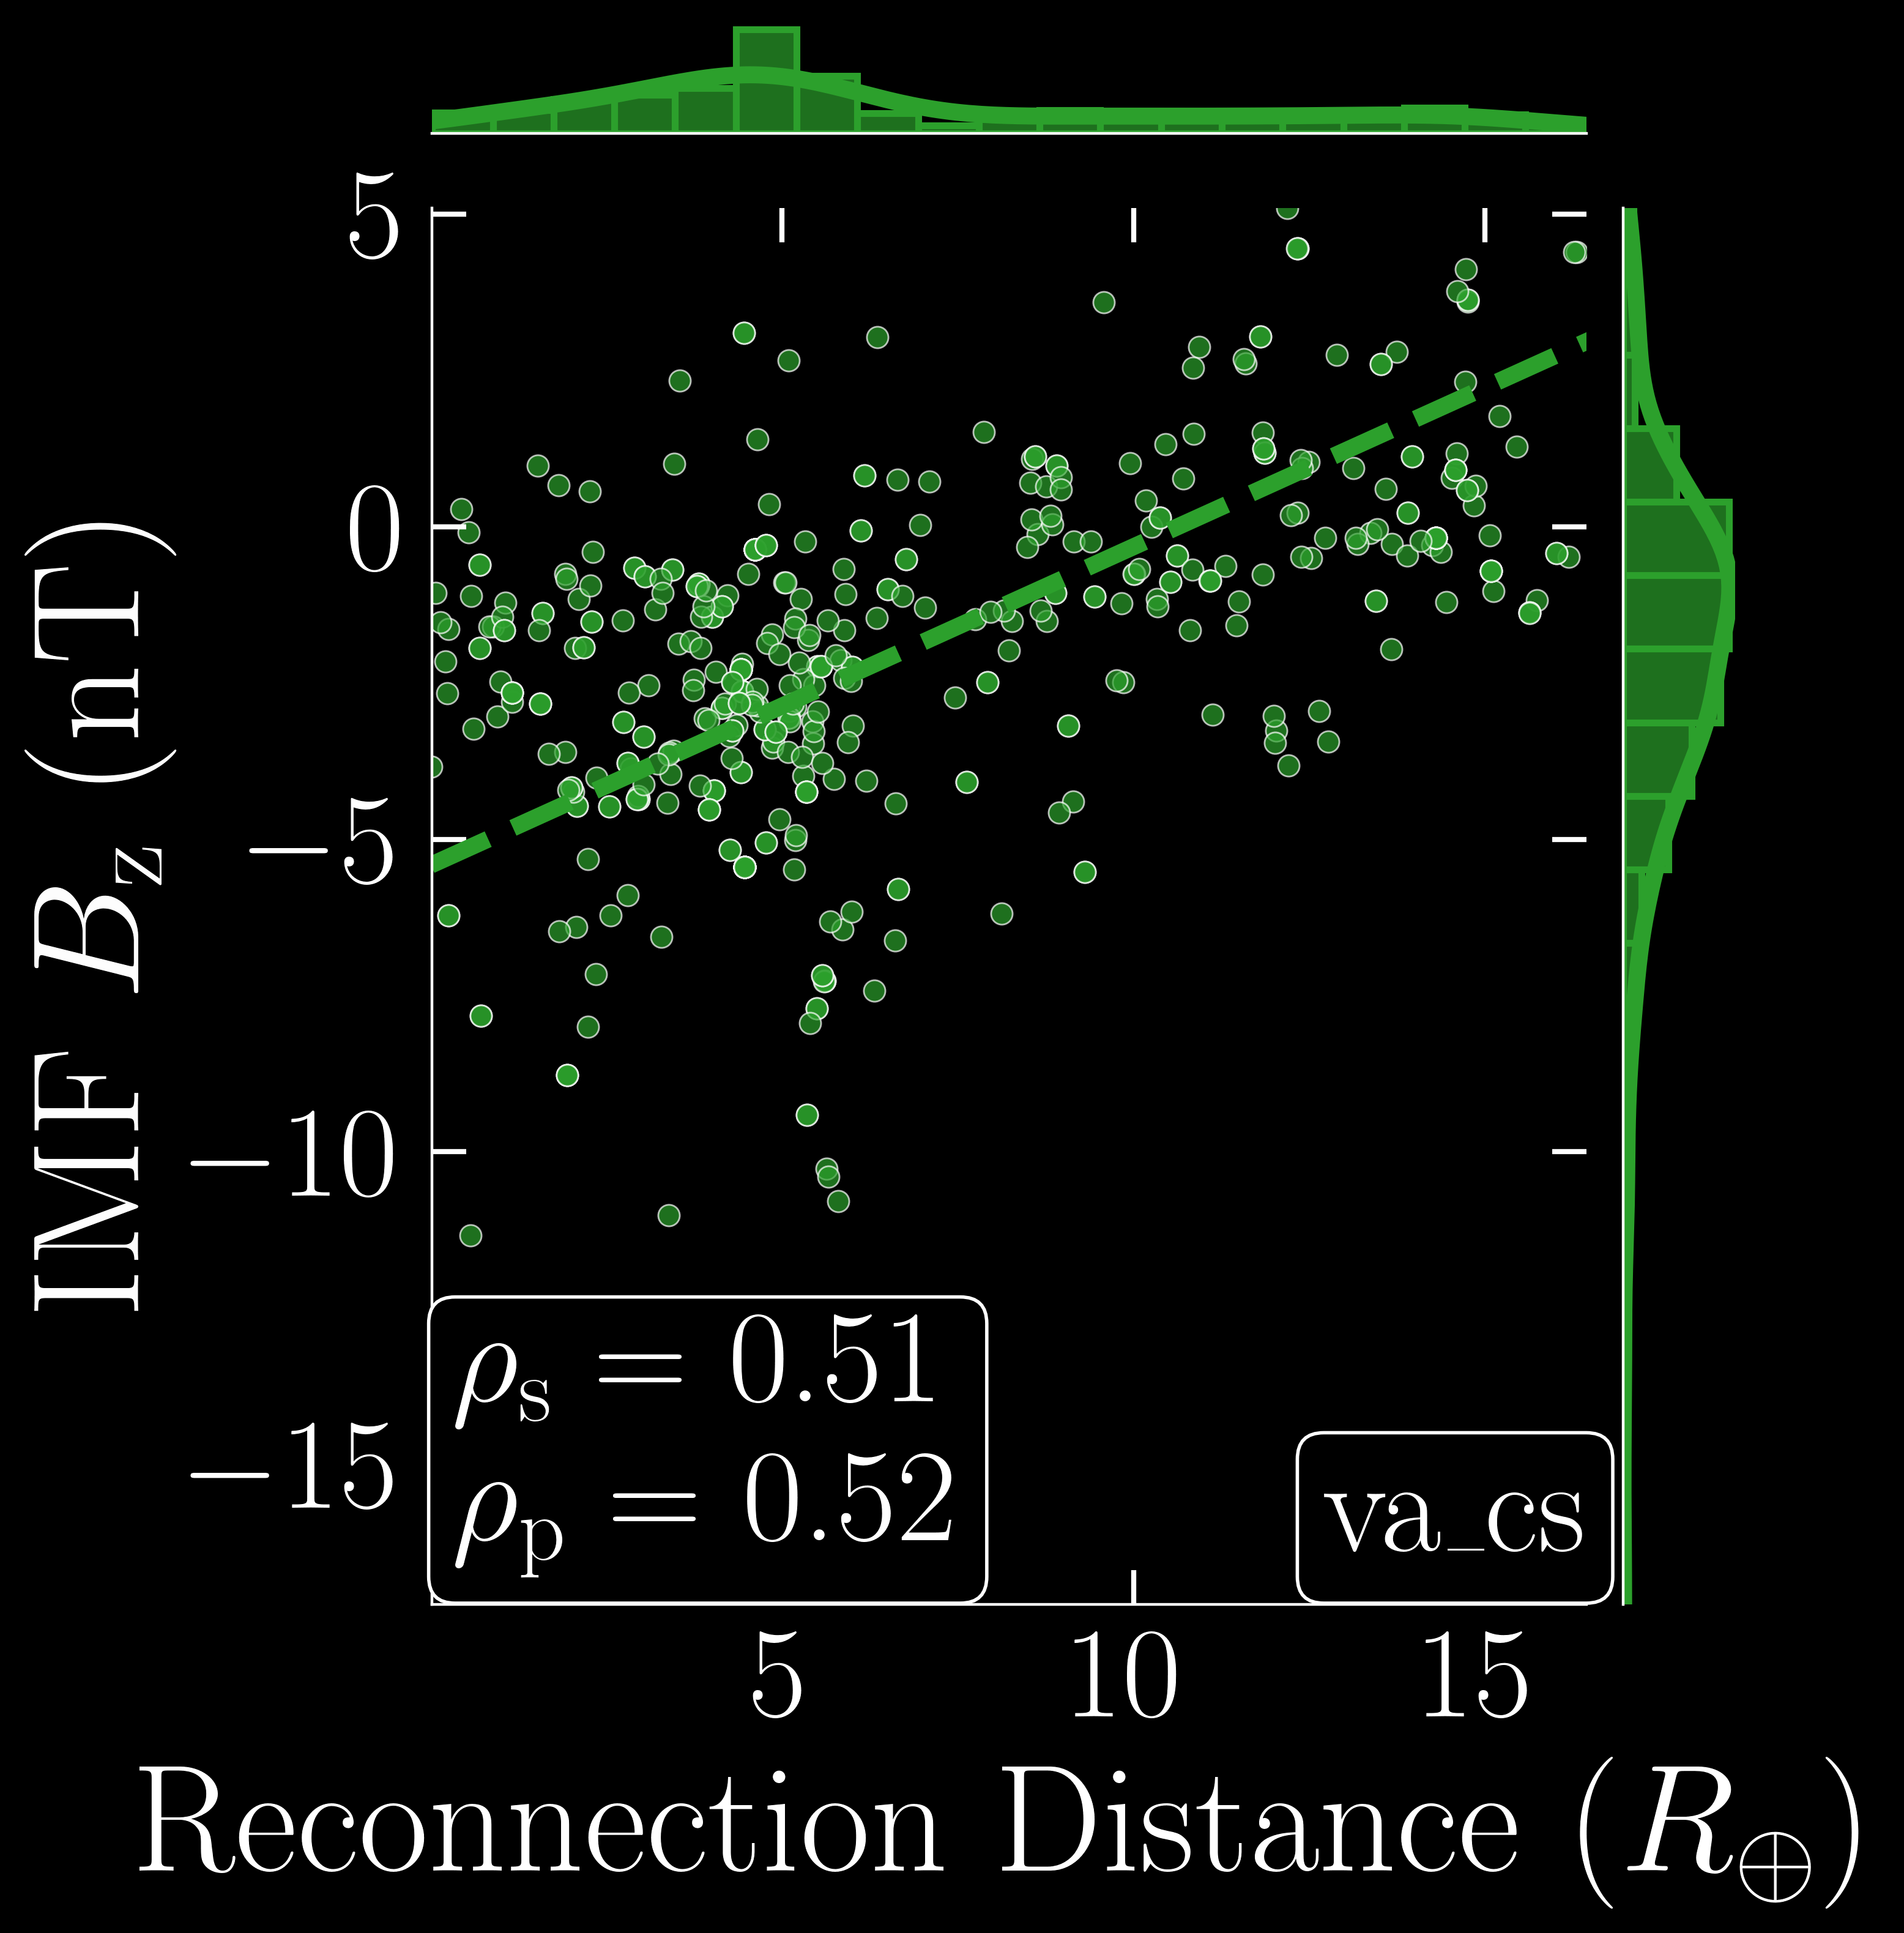 5
0
−5
−10
−15
IMF B_z (nT)
ρ_s = 0.51
ρ_p = 0.52
va_cs
5 10 15
Reconnection Distance (R_⊕)